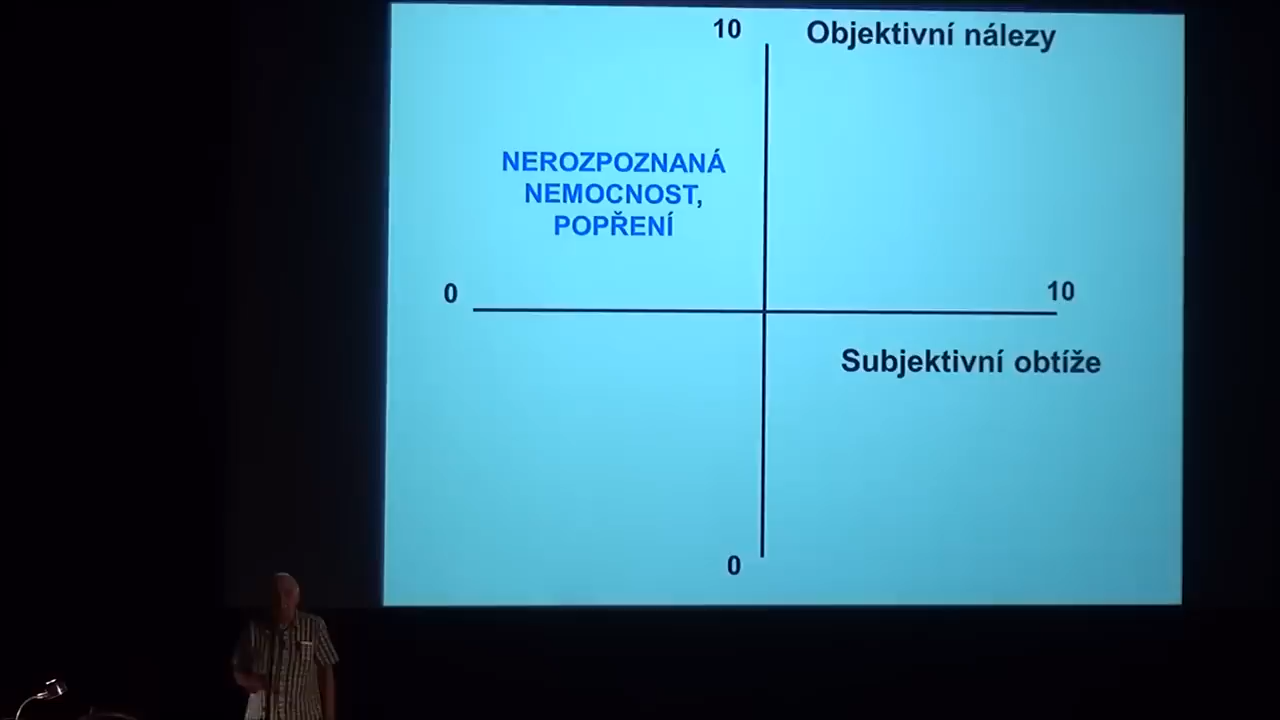 10
Objektivní nálezy
NEROZPOZNANÁ
NEMOCNOST,
POPŘENÍ
0
10
Subjektivní obtíže
0